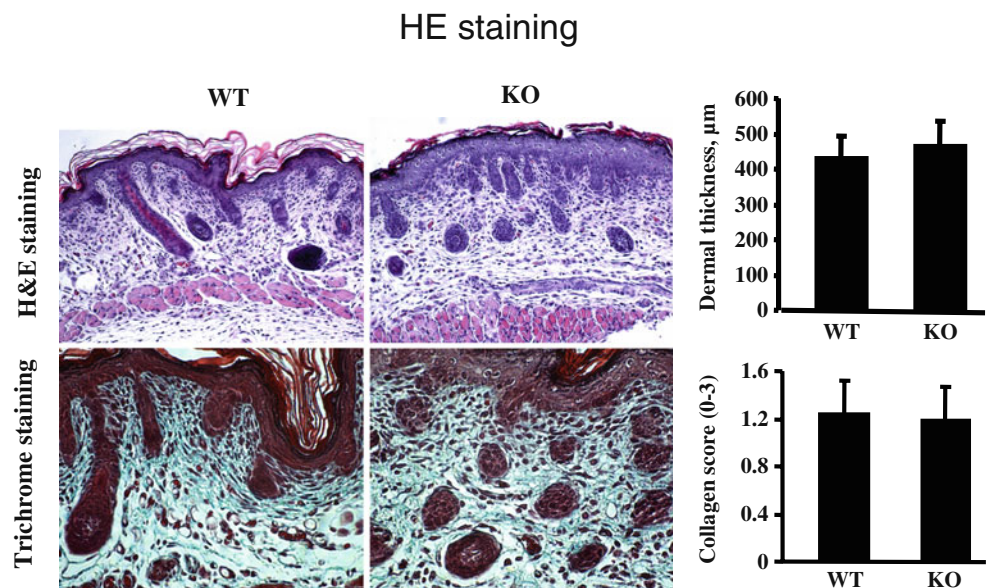 HE staining
WT
KO
H&E staining
Trichrome staining
600
500
400
300
200
100
0
Dermal thickness, µm
WT
KO
1.6
1.2
0.8
0.4
0
Collagen score (0-3)
WT
KO